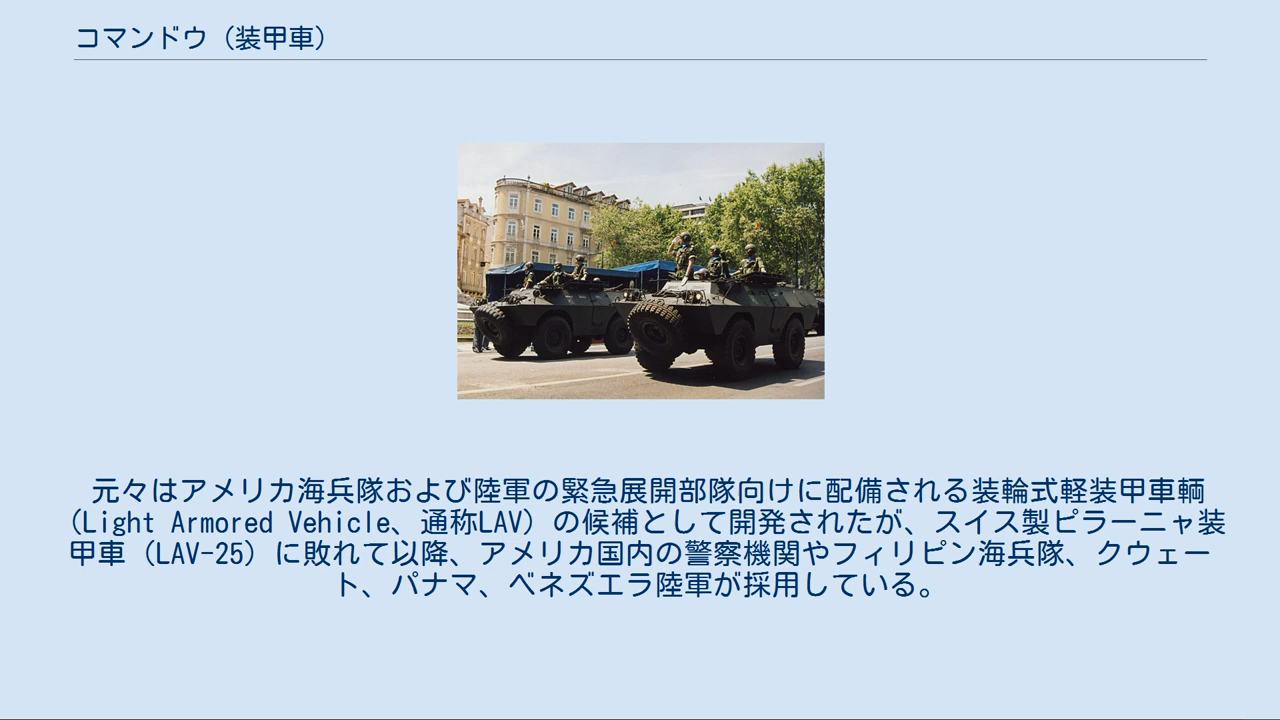 コマンドウ（装甲車）
元々はアメリカ海兵隊および陸軍の緊急展開部隊向けに配備される装輪式軽装甲車輌
(Light Armored Vehicle、通称LAV）の候補として開発されたが、スイス製ピラーニャ装
甲車（LAV-25）に敗れて以降、アメリカ国内の警察機関やフィリピン海兵隊、クウェー
ト、パナマ、ベネズエラ陸軍が採用している。